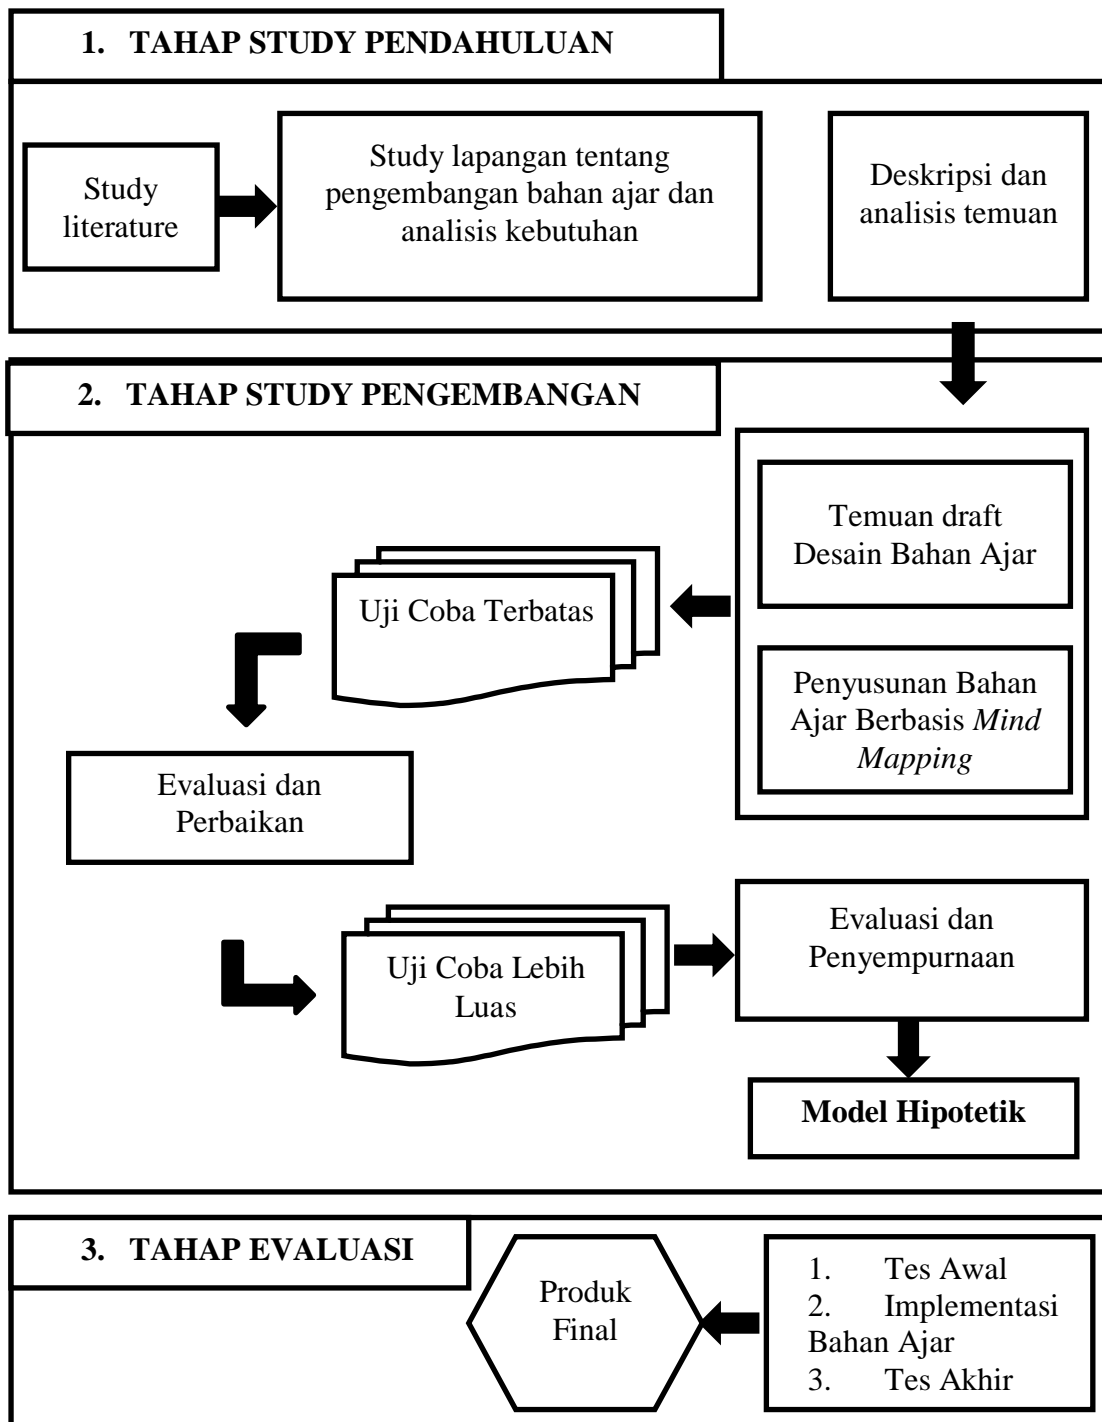 1. TAHAP STUDY PENDAHULUAN
Study
literature
Study lapangan tentang
pengembangan bahan ajar dan
analisis kebutuhan
Deskripsi dan
analisis temuan
2. TAHAP STUDY PENGEMBANGAN
Temuan draft
Desain Bahan Ajar
Penyusunan Bahan
Ajar Berbasis Mind
Mapping
Uji Coba Terbatas
Evaluasi dan
Perbaikan
Uji Coba Lebih
Luas
Evaluasi dan
Penyempurnaan
Model Hipotetik
3. TAHAP EVALUASI
Produk
Final
1. Tes Awal
2. Implementasi
Bahan Ajar
3. Tes Akhir